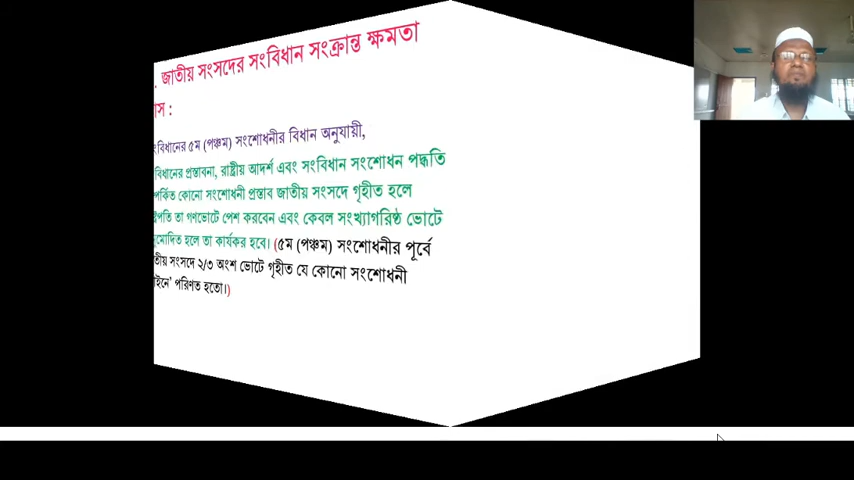 . জাতীয় সংসদের সংবিধান সংক্রান্ত ক্ষমতা
াস :
ংবিধানের ৫ম (পঞ্চম) সংশোধনীর বিধান অনুযায়ী,
বিধানের প্রস্তাবনা, রাষ্ট্রীয় আদর্শ এবং সংবিধান সংশোধন পদ্ধতি
পর্কিত কোনো সংশোধনী প্রস্তাব জাতীয় সংসদে গৃহীত হলে
ষ্ট্রপতি তা গণভোটে পেশ করবেন এবং কেবল সংখ্যাগরিষ্ঠ ভোটে
নুমোদিত হলে তা কার্যকর হবে। (৫ম (পঞ্চম) সংশোধনীর পূর্বে
তীয় সংসদে ২/৩ অংশ ভোটে গৃহীত যে কোনো সংশোধনী
াইনে’ পরিণত হতো।)